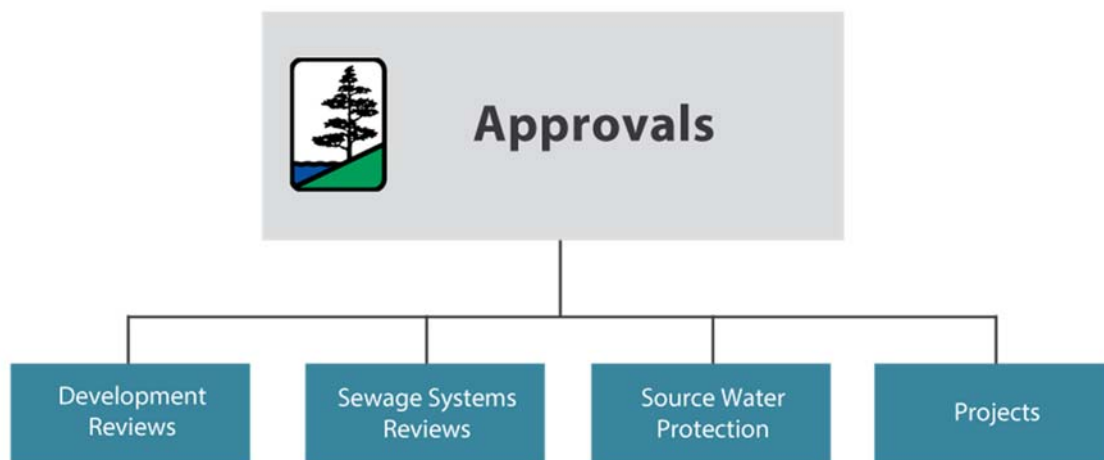 Approvals
Development
Reviews
Sewage Systems
Reviews
Source Water
Protection
Projects